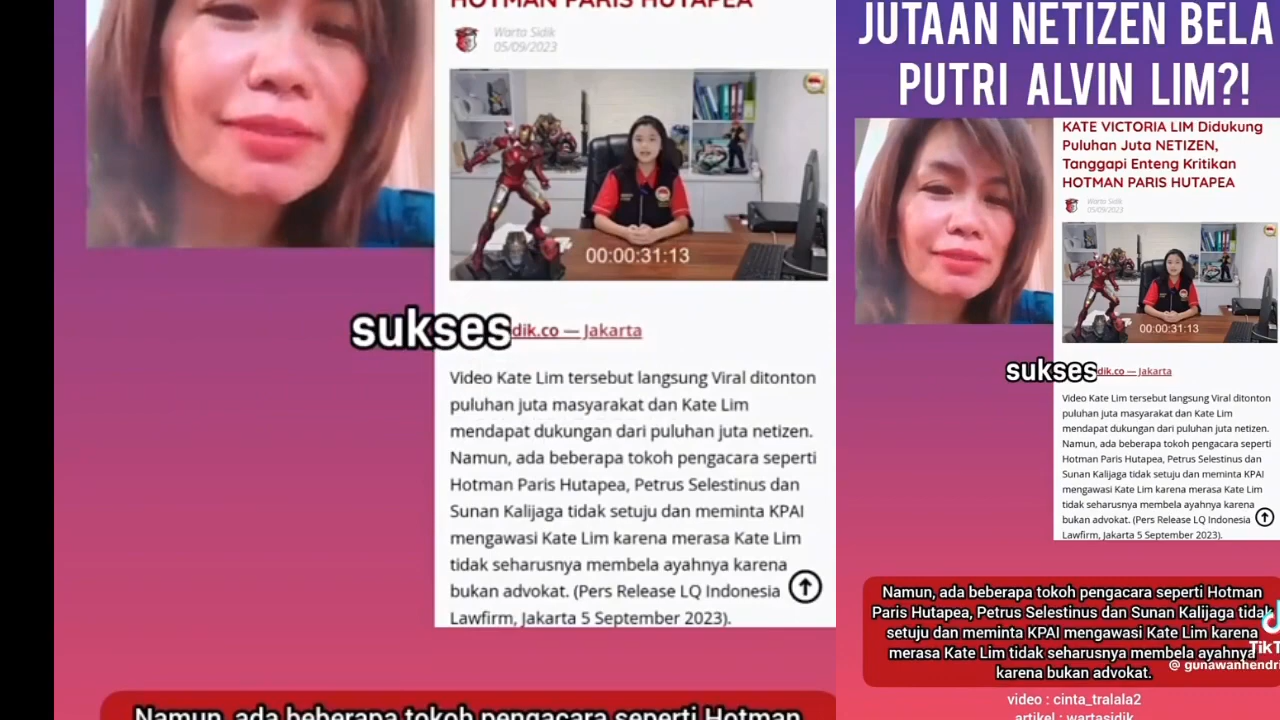 HOTMAN PARIS HUTAPEA
Warta Sidik
05/09/2023
00:00:31:13
sukses
dik.co — Jakarta
Video Kate Lim tersebut langsung Viral ditonton
puluhan juta masyarakat dan Kate Lim
mendapat dukungan dari puluhan juta netizen.
Namun, ada beberapa tokoh pengacara seperti
Hotman Paris Hutapea, Petrus Selestinus dan
Sunan Kalijaga tidak setuju dan meminta KPAI
mengawasi Kate Lim karena merasa Kate Lim
tidak seharusnya membela ayahnya karena
bukan advokat. (Pers Release LQ Indonesia
Lawfirm, Jakarta 5 September 2023).
Namun, ada beberapa tokoh pengacara seperti Hotman
JUTAAN NETIZEN BELA
PUTRI ALVIN LIM?!
KATE VICTORIA LIM Didukung
Puluhan Juta NETIZEN,
Tanggapi Enteng Kritikan
HOTMAN PARIS HUTAPEA
Warta Sidik
05/09/2023
00:00:31:13
sukses
dik.co — Jakarta
Video Kate Lim tersebut langsung Viral ditonton
puluhan juta masyarakat dan Kate Lim
mendapat dukungan dari puluhan juta netizen.
Namun, ada beberapa tokoh pengacara seperti
Hotman Paris Hutapea, Petrus Selestinus dan
Sunan Kalijaga tidak setuju dan meminta KPAI
mengawasi Kate Lim karena merasa Kate Lim
tidak seharusnya membela ayahnya karena
bukan advokat. (Pers Release LQ Indonesia
Lawfirm, Jakarta 5 September 2023).
Namun, ada beberapa tokoh pengacara seperti Hotman
Paris Hutapea, Petrus Selestinus dan Sunan Kalijaga tidak
setuju dan meminta KPAI mengawasi Kate Lim karena
merasa Kate Lim tidak seharusnya membela ayahnya
karena bukan advokat.
TikT
@ gunawanhendri
video : cinta_tralala2
artikel : wartasidik